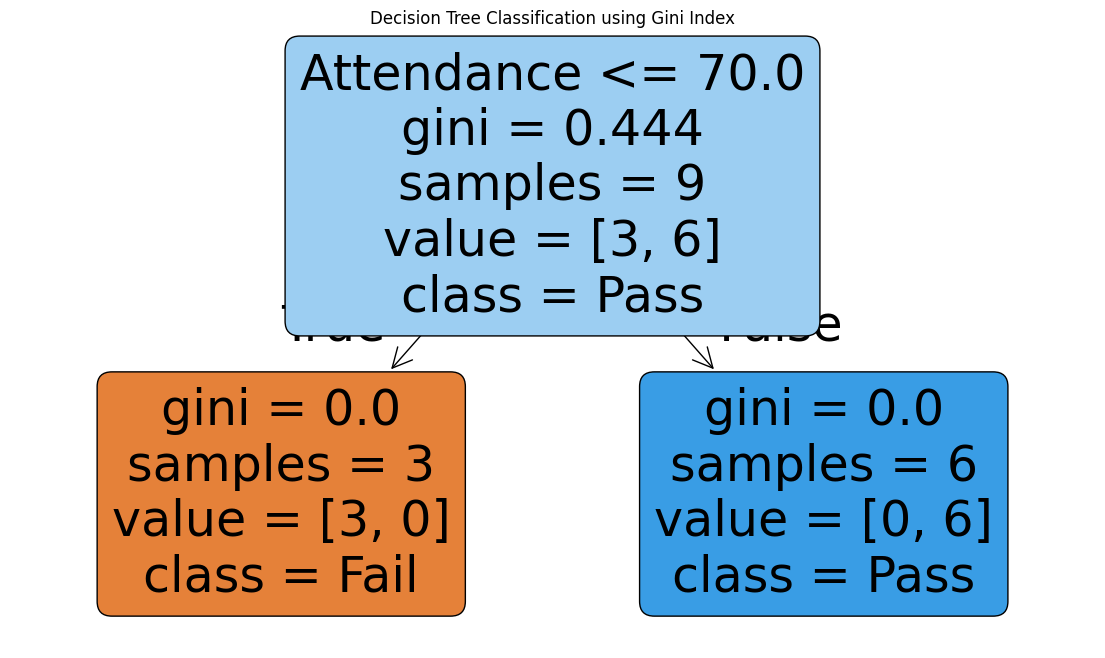 Decision Tree Classification using Gini Index
Attendance <= 70.0
gini = 0.444
samples = 9
value = [3, 6]
class = Pass
True
False
gini = 0.0
samples = 3
value = [3, 0]
class = Fail
gini = 0.0
samples = 6
value = [0, 6]
class = Pass